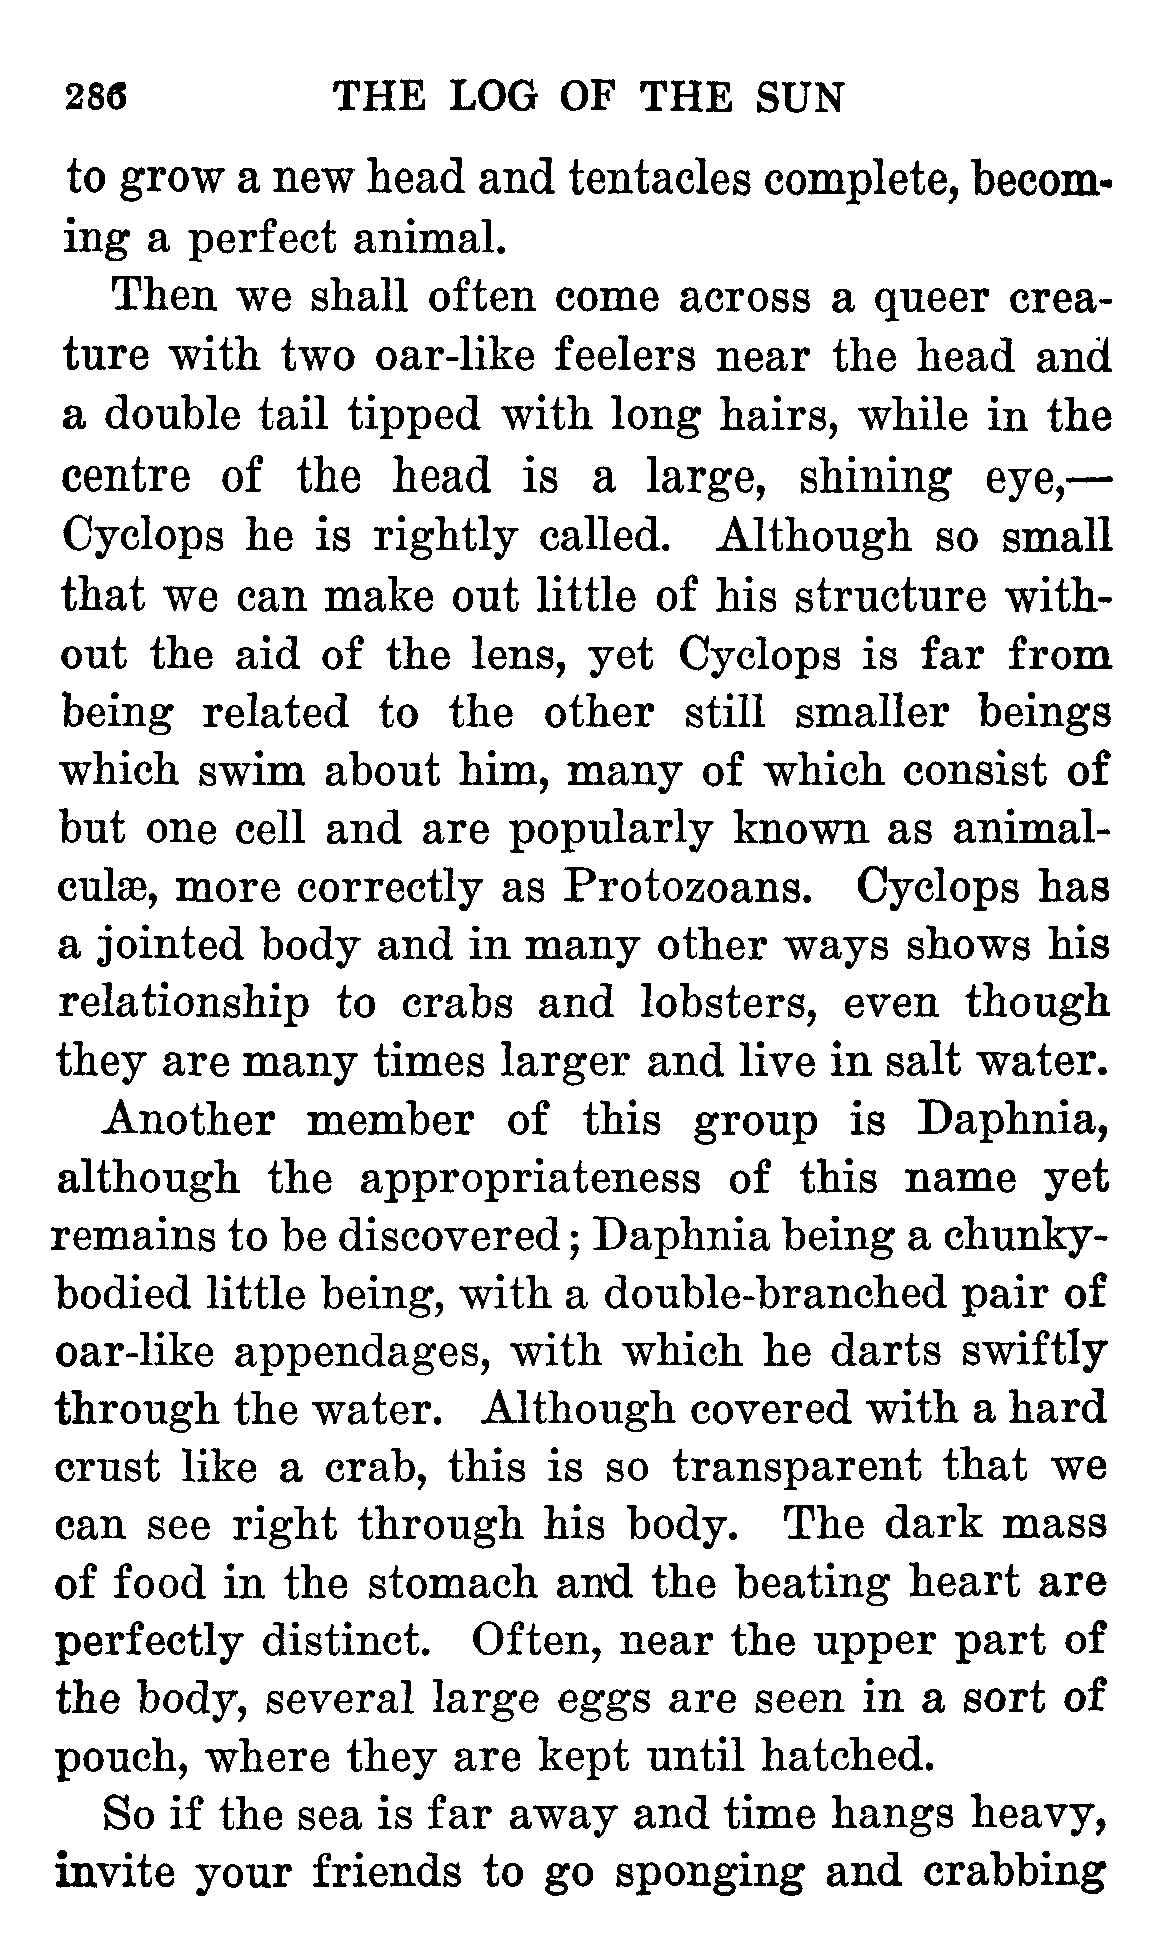 286 THE LOG OF THE SUN
to grow a new head and tentacles complete, becom-
ing a perfect animal.
Then we shall often come across a queer crea-
ture with two oar-like feelers near the head and
a double tail tipped with long hairs, while in the
centre of the head is a large, shining eye,—
Cyclops he is rightly called. Although so small
that we can make out little of his structure with-
out the aid of the lens, yet Cyclops is far from
being related to the other still smaller beings
which swim about him, many of which consist of
but one cell and are popularly known as animal-
culæ, more correctly as Protozoans. Cyclops has
a jointed body and in many other ways shows his
relationship to crabs and lobsters, even though
they are many times larger and live in salt water.
Another member of this group is Daphnia,
although the appropriateness of this name yet
remains to be discovered; Daphnia being a chunky-
bodied little being, with a double-branched pair of
oar-like appendages, with which he darts swiftly
through the water. Although covered with a hard
crust like a crab, this is so transparent that we
can see right through his body. The dark mass
of food in the stomach and the beating heart are
perfectly distinct. Often, near the upper part of
the body, several large eggs are seen in a sort of
pouch, where they are kept until hatched.
So if the sea is far away and time hangs heavy,
invite your friends to go sponging and crabbing